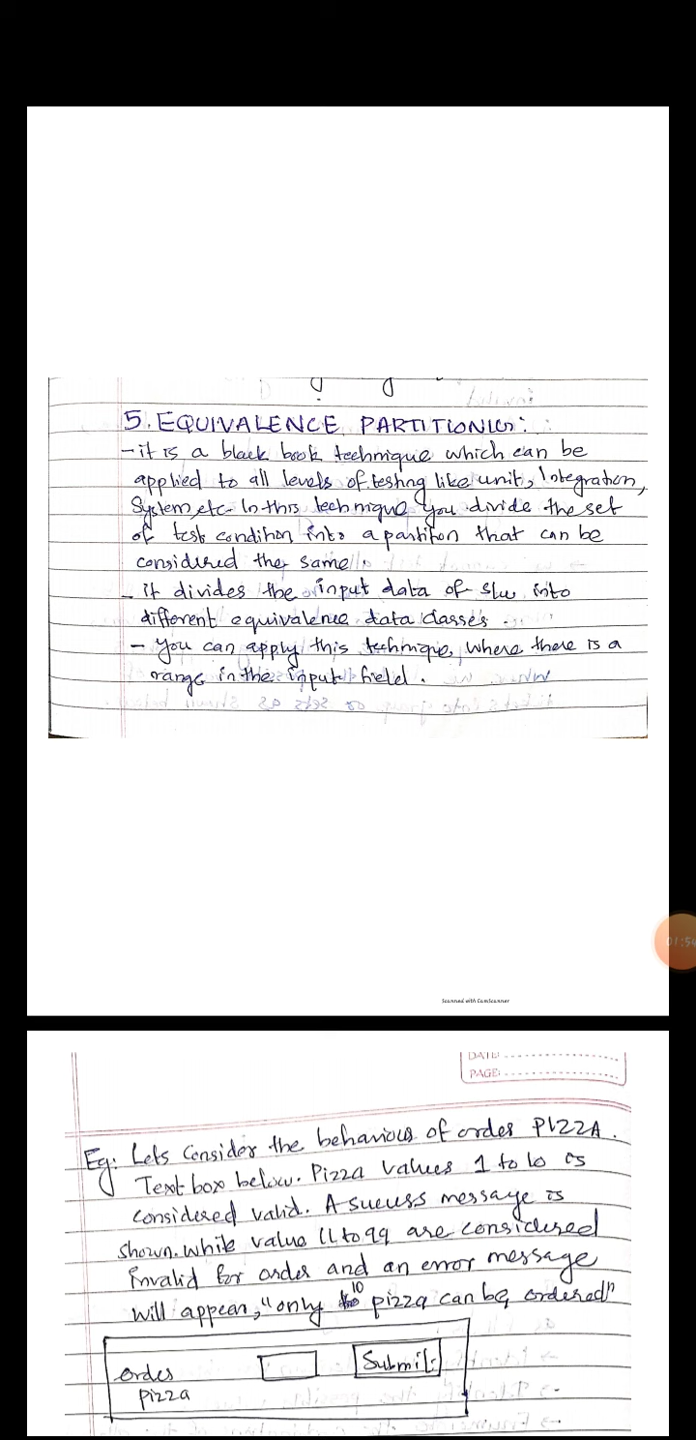 5. EQUIVALENCE PARTITIONIG:
- it is a black book technique which can be
applied to all levels of testing like unit, Integration,
System, etc. In this technique you divide the set
of test condition into a partition that can be
considered the same.
- it divides the input data of s/w into
different equivalence data classes.
- You can apply this technique, where there is a
range in the input field.
Scanned with CamScanner
01:54
DATE:
PAGE:
Eg: Lets Consider the behaviour of order PIZZA.
Text box below. Pizza values 1 to 10 is
considered valid. A sucuss message is
shown. while value 11 to 99 are considered
invalid for order and an error message
will appear, "only 10 pizza can be ordered"
order
Submit
pizza